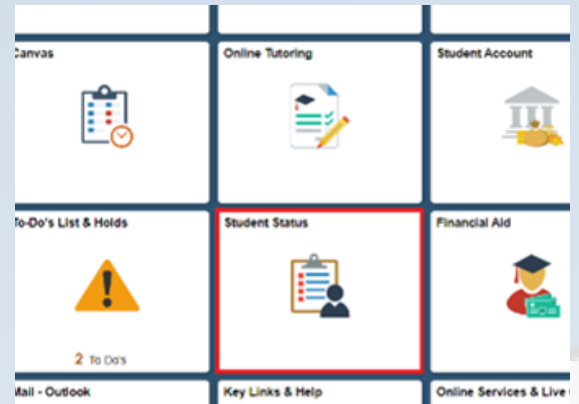 Canvas
Online Tutoring
Student Account
To-Do's List & Holds
Student Status
Financial Aid
2 To Do's
Mail - Outlook
Key Links & Help
Online Services & Live